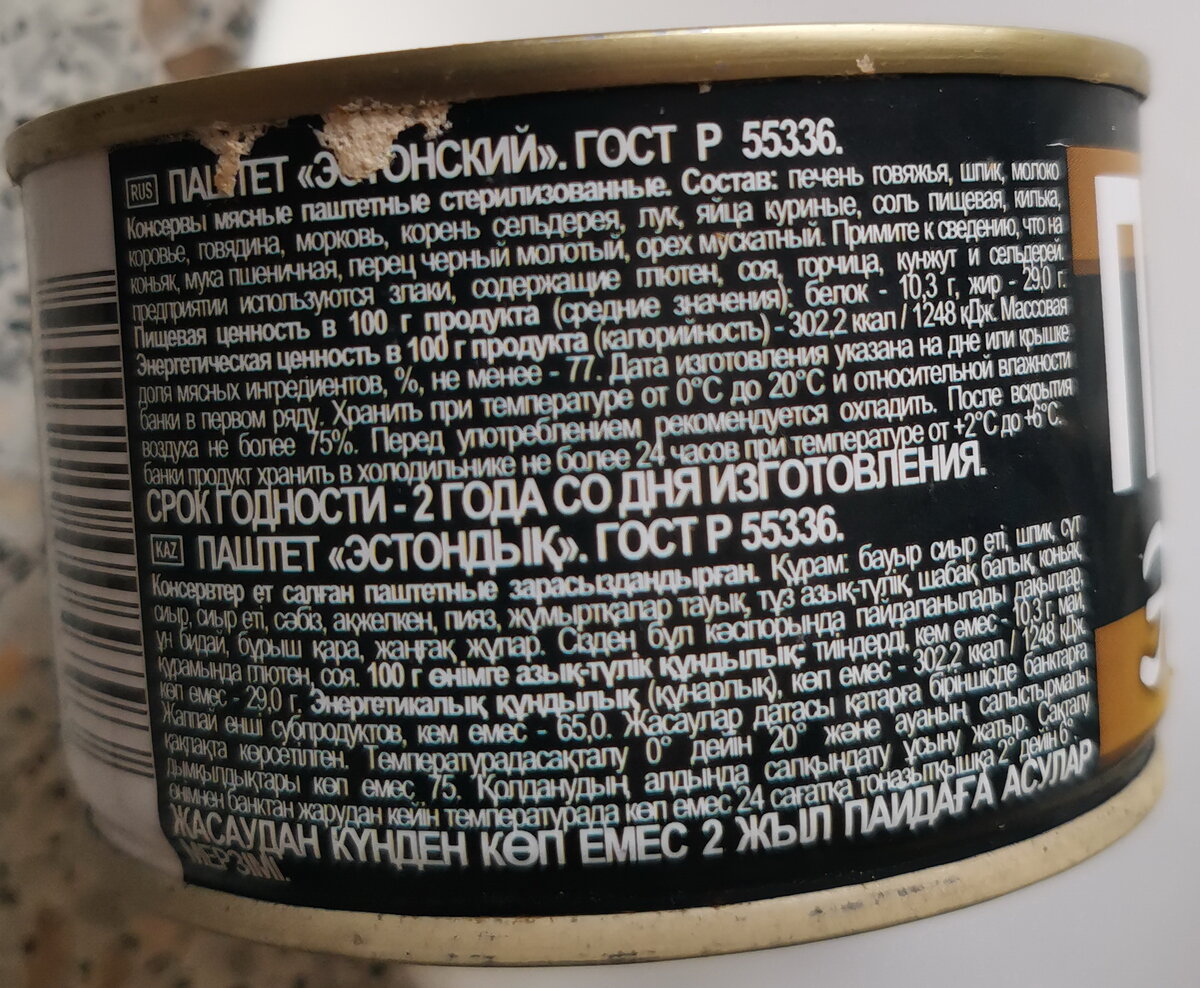 RUS ПАШТЕТ «ЭСТОНСКИЙ». ГОСТ Р 55336.
Консервы мясные паштетные стерилизованные. Состав: печень говяжья, шпик, молоко
коровье, говядина, морковь, корень сельдерея, лук, яйца куриные, соль пищевая, килька,
коньяк, мука пшеничная, перец черный молотый, орех мускатный. Примите к сведению, что на
предприятии используются злаки, содержащие глютен, соя, горчица, кунжут и сельдерей.
Пищевая ценность в 100 г продукта (средние значения): белок - 10,3 г, жир - 29,0 г.
Энергетическая ценность в 100 г продукта (калорийность) - 302,2 ккал / 1248 кДж. Массовая
доля мясных ингредиентов, %, не менее - 77. Дата изготовления указана на дне или крышке
банки в первом ряду. Хранить при температуре от 0°С до 20°С и относительной влажности
воздуха не более 75%. Перед употреблением рекомендуется охладить. После вскрытия
банки продукт хранить в холодильнике не более 24 часов при температуре от +2°С до +6°С.
СРОК ГОДНОСТИ - 2 ГОДА СО ДНЯ ИЗГОТОВЛЕНИЯ.
KAZ ПАШТЕТ «ЭСТОНДЫҚ». ГОСТ Р 55336.
Консервтер ет салған паштетные зарасыздандырған. Құрам: бауыр сиыр еті, шпик, сүт
сиыр, сиыр еті, сәбіз, ақжелкен, пияз, жұмыртқалар тауық, тұз азық-түлік, шабақ балық, коньяк,
ұн бидай, бұрыш қара, жаңғақ жұпар. Сізден бұл кәсіпорында пайдаланылады дақылдар,
құрамында глютен, соя. 100 г өнімге азық-түлік құндылық: тиіндерді, кем емес - 10,3 г, май,
көп емес - 29,0 г. Энергетикалық құндылық (құнарлық), көп емес - 302,2 ккал / 1248 кДж.
Жаппай енші субпродуктов, кем емес - 65,0. Жасаулар датасы қатарға біріншісіде банктарға
қақпақта көрсетілген. Температурадасақталу 0° дейін 20° және ауаның салыстырмалы
дымқылдықтары көп емес 75. Қолданудың алдында салқындату ұсыну жатыр. Сақталу
өнімнен банктан жарудан кейін температурада көп емес 24 сағатқа тоңазытқышқа 2° дейін 6°.
ЖАСАУДАН КҮНДЕН КӨП ЕМЕС 2 ЖЫЛ ПАЙДАҒА АСУЛАР
МЕРЗІМІ.